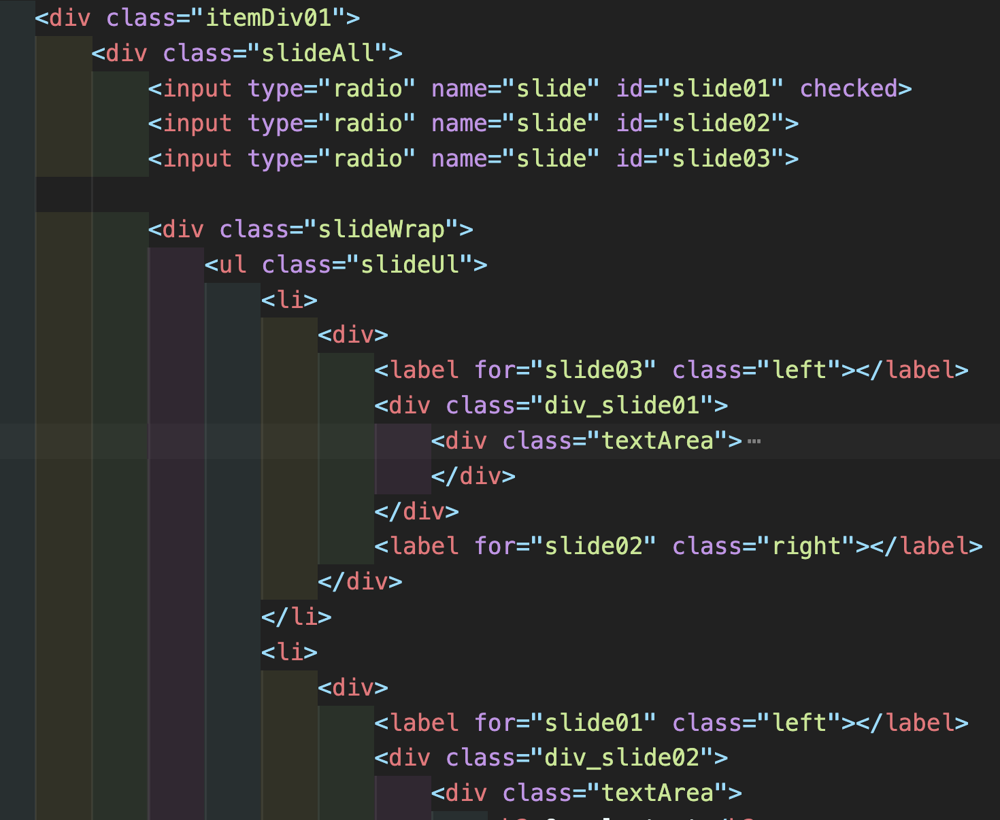 <div class="itemDiv01">
<div class="slideAll">
<input type="radio" name="slide" id="slide01" checked>
<input type="radio" name="slide" id="slide02">
<input type="radio" name="slide" id="slide03">
<div class="slideWrap">
<ul class="slideUl">
<li>
<div>
<label for="slide03" class="left"></label>
<div class="div_slide01">
<div class="textArea">⋯
</div>
</div>
<label for="slide02" class="right"></label>
</div>
</li>
<li>
<div>
<label for="slide01" class="left"></label>
<div class="div_slide02">
<div class="textArea">